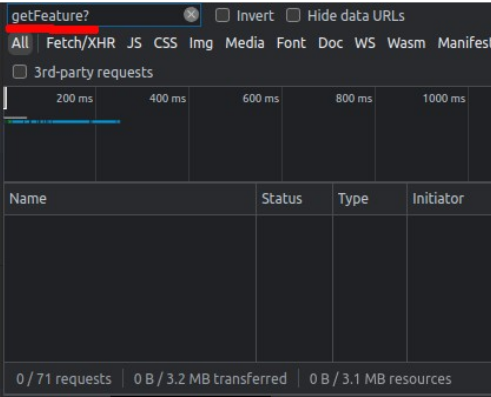 getFeature? Invert Hide data URLs
All Fetch/XHR JS CSS Img Media Font Doc WS Wasm Manifest
3rd-party requests
200 ms 400 ms 600 ms 800 ms 1000 ms
Name Status Type Initiator
0 / 71 requests 0 B / 3.2 MB transferred 0 B / 3.1 MB resources